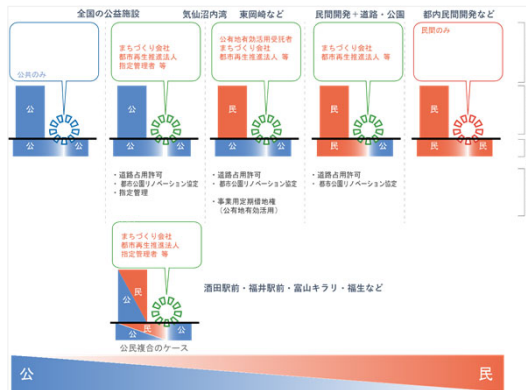 全国の公益施設
気仙沼内湾 東岡崎など
民間開発＋道路・公園
都内民間開発など
公共のみ
まちづくり会社
都市再生推進法人
指定管理者 等
公有地有効活用受託者
まちづくり会社
都市再生推進法人 等
まちづくり会社
都市再生推進法人 等
民間のみ
公
公
民
民
民
公 公
公 公
公 公
民 公
民 民
・道路占用許可
・都市公園リノベーション協定
・指定管理
・道路占用許可
・都市公園リノベーション協定
・事業用定期借地権
（公有地有効活用）
・道路占用許可
・都市公園リノベーション協定
まちづくり会社
都市再生推進法人
指定管理者 等
酒田駅前・福井駅前・富山キラリ・福生など
民
公
民
公 公
公民複合のケース
公
民